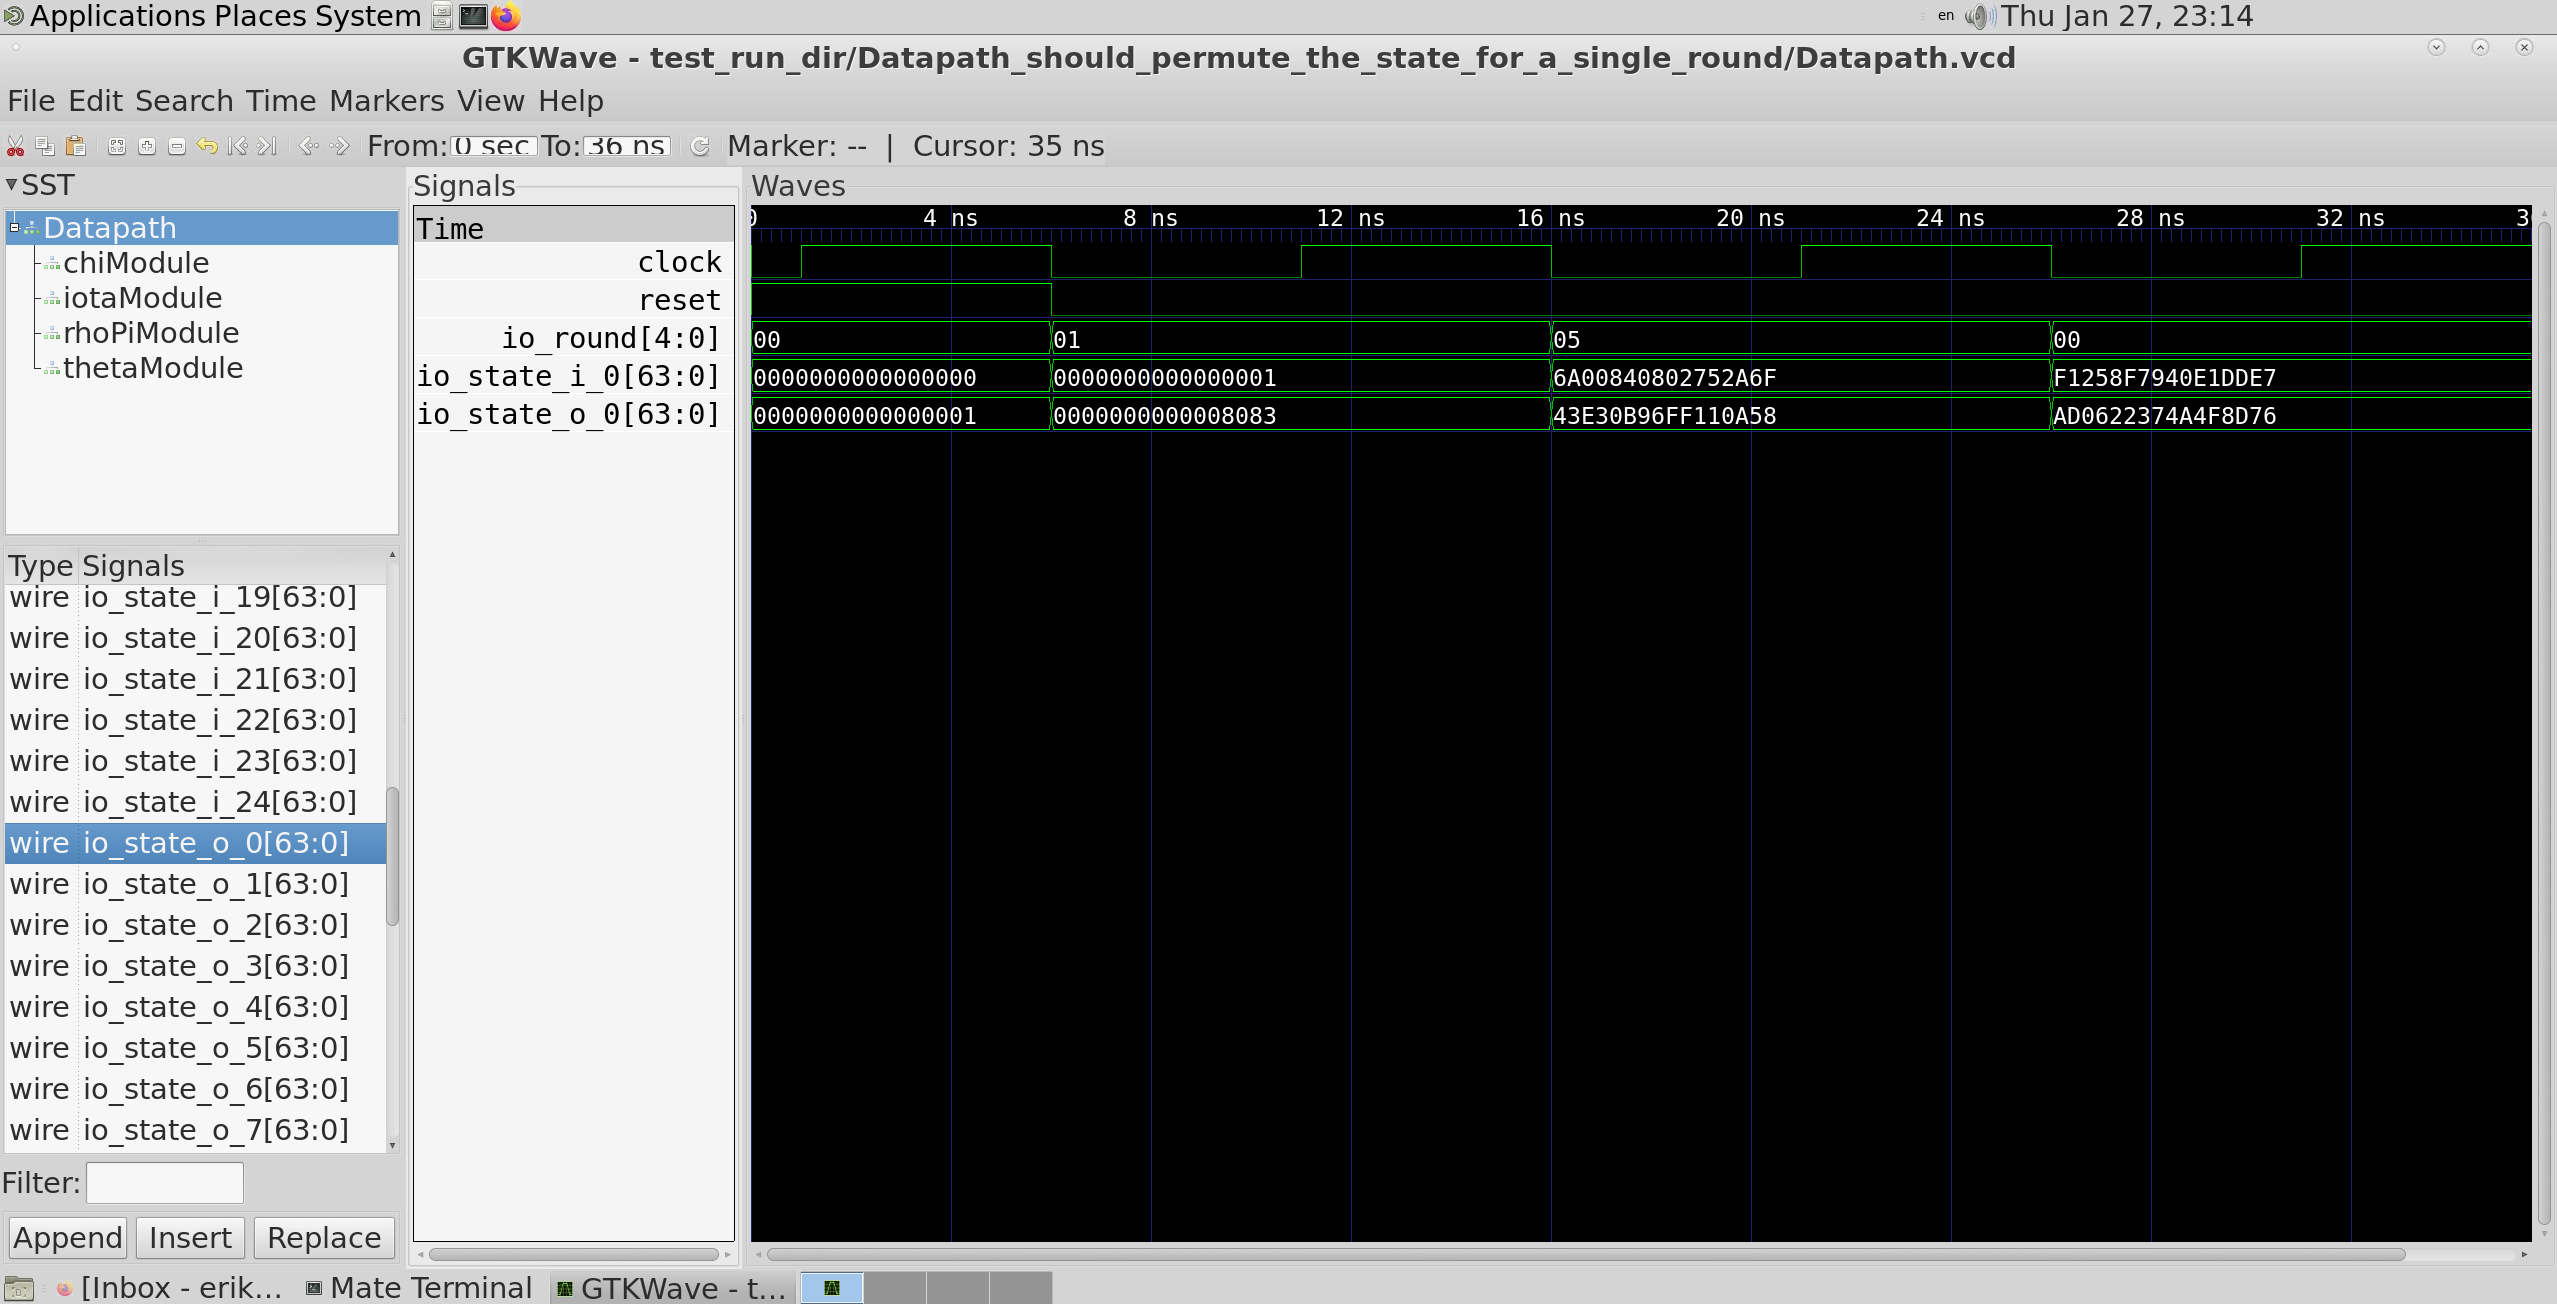 Applications Places System en Thu Jan 27, 23:14
GTKWave - test_run_dir/Datapath_should_permute_the_state_for_a_single_round/Datapath.vcd
File Edit Search Time Markers View Help
From: 0 sec To: 36 ns Marker: -- | Cursor: 35 ns
SST
Datapath
chiModule
iotaModule
rhoPiModule
thetaModule
Type Signals
wire io_state_i_19[63:0]
wire io_state_i_20[63:0]
wire io_state_i_21[63:0]
wire io_state_i_22[63:0]
wire io_state_i_23[63:0]
wire io_state_i_24[63:0]
wire io_state_o_0[63:0]
wire io_state_o_1[63:0]
wire io_state_o_2[63:0]
wire io_state_o_3[63:0]
wire io_state_o_4[63:0]
wire io_state_o_5[63:0]
wire io_state_o_6[63:0]
wire io_state_o_7[63:0]
Filter:
Append Insert Replace
Signals
Time
clock
reset
io_round[4:0]
io_state_i_0[63:0]
io_state_o_0[63:0]
Waves
0 4 ns 8 ns 12 ns 16 ns 20 ns 24 ns 28 ns 32 ns 3
00 01 05 00
0000000000000000 0000000000000001 6A00840802752A6F F1258F7940E1DDE7
0000000000000001 0000000000008083 43E30B96FF110A58 AD0622374A4F8D76
[Inbox - erik... Mate Terminal GTKWave - t...